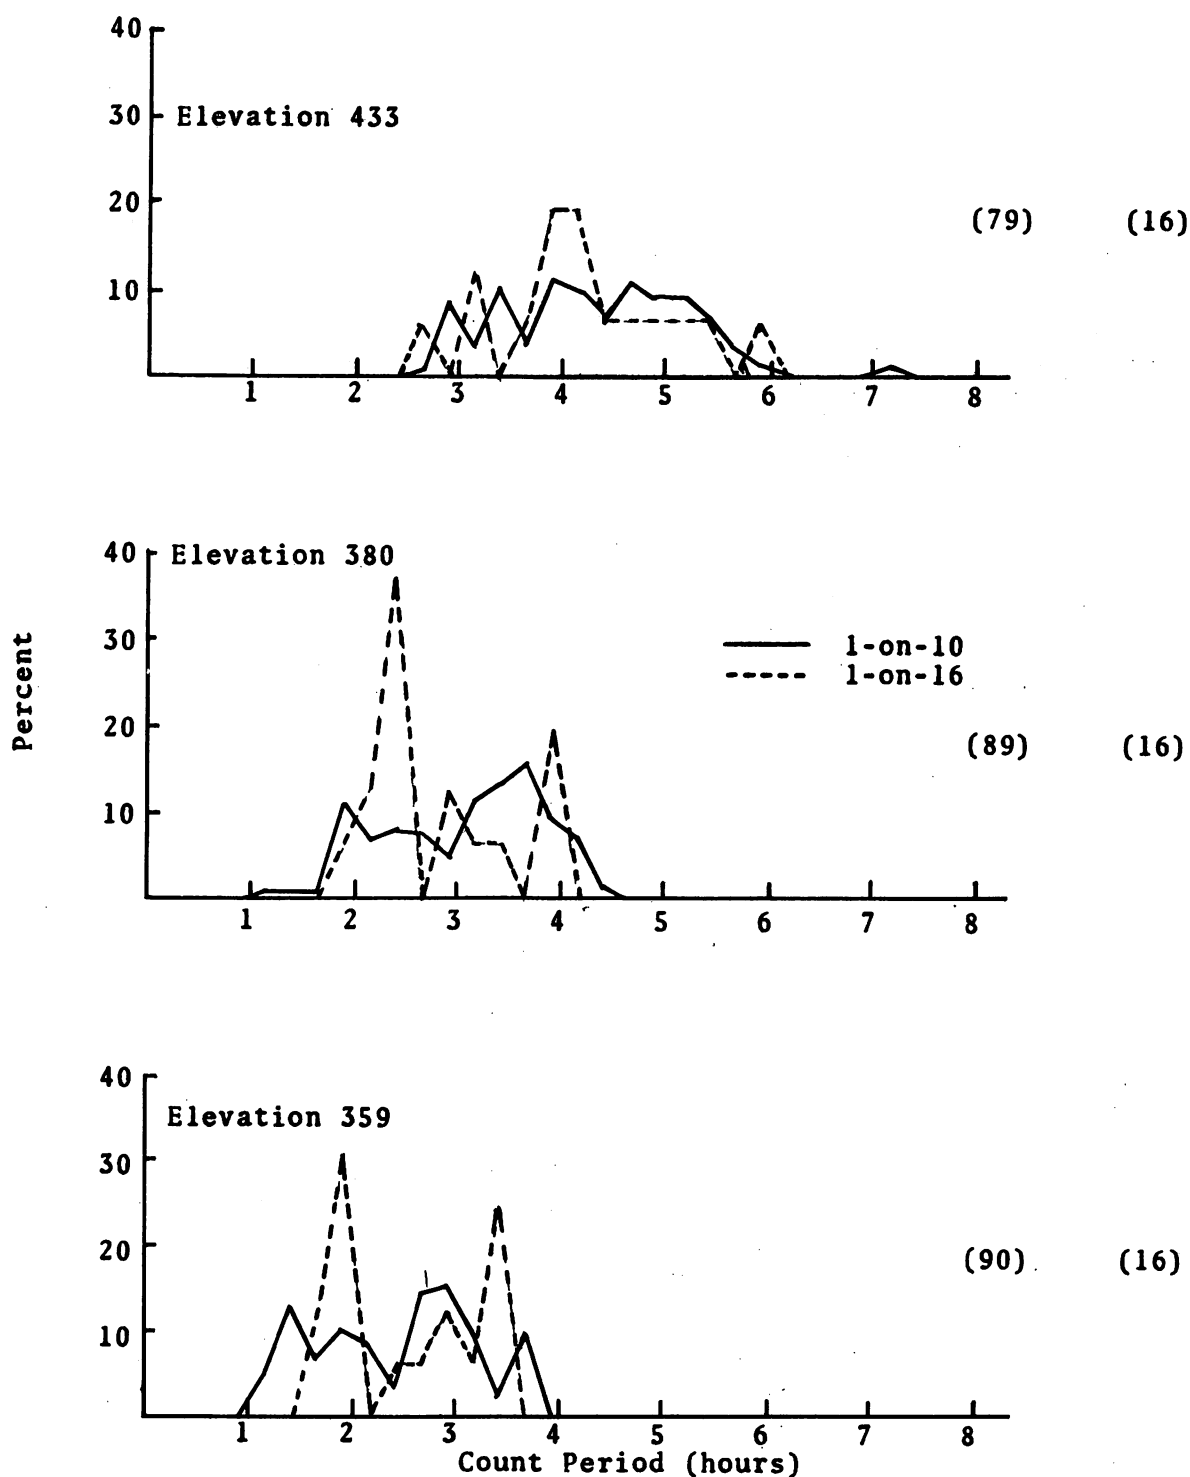 40
30 Elevation 433
20 (79) (16)
10
1 2 3 4 5 6 7 8
40 Elevation 380
30
Percent
1-on-10
1-on-16
20 (89) (16)
10
1 2 3 4 5 6 7 8
40
Elevation 359
30
20 (90) (16)
10
1 2 3 4 5 6 7 8
Count Period (hours)